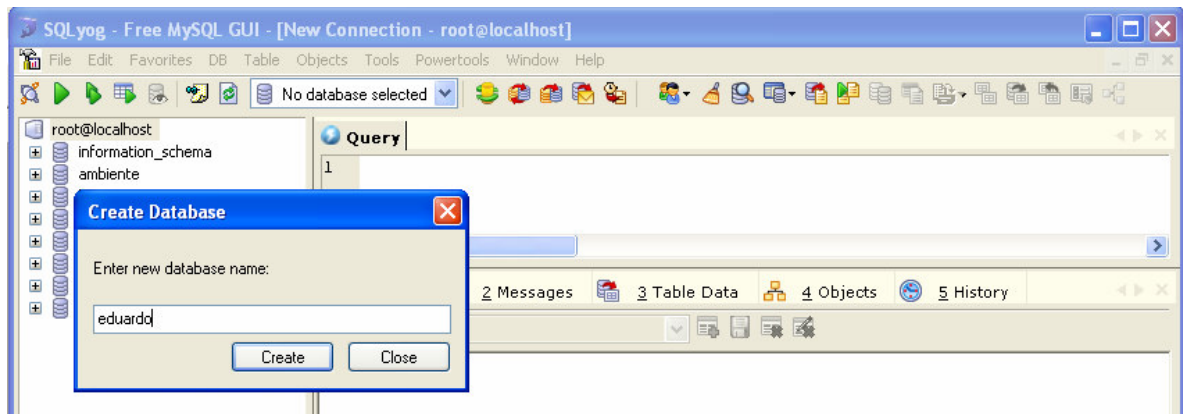 SQLyog - Free MySQL GUI - [New Connection - root@localhost]
File Edit Favorites DB Table Objects Tools Powertools Window Help
No database selected
root@localhost
information_schema
ambiente
Query
1
Create Database
Enter new database name:
eduardo
Create Close
2 Messages 3 Table Data 4 Objects 5 History